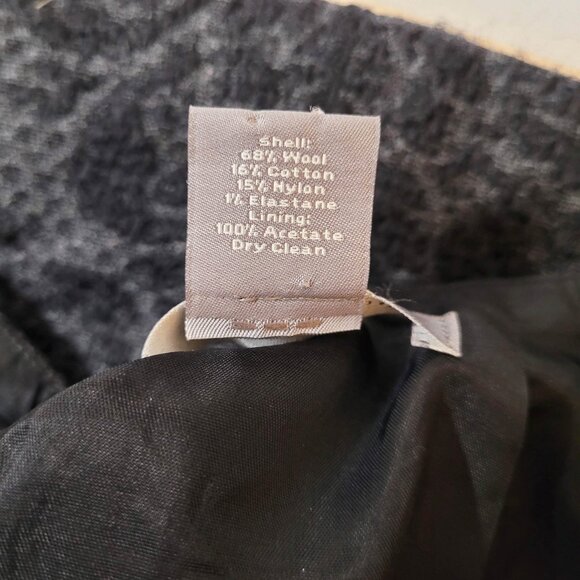 Shell:
68% Wool
16% Cotton
15% Nylon
1% Elastane
Lining:
100% Acetate
Dry Clean